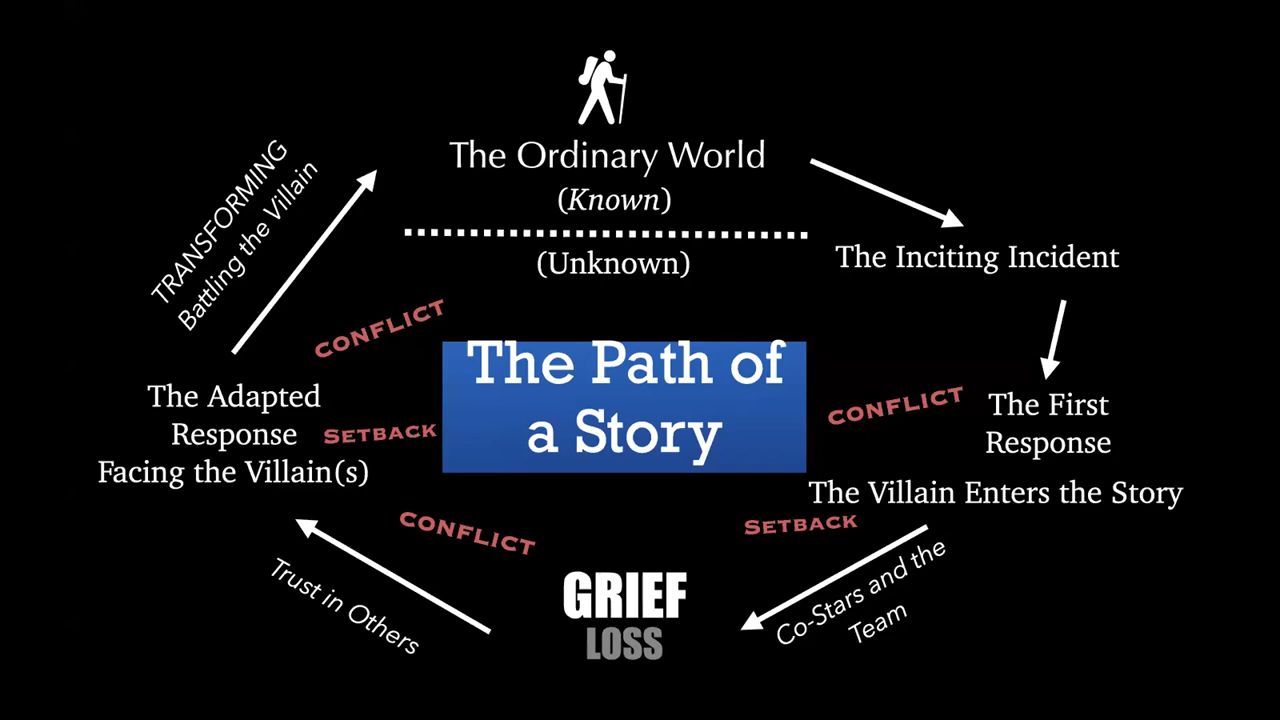 The Ordinary World
(Known)
(Unknown)
The Inciting Incident
TRANSFORMING
Battling the Villain
CONFLICT
The Path of
a Story
CONFLICT
The First
Response
The Villain Enters the Story
The Adapted
Response
Facing the Villain(s)
SETBACK
SETBACK
CONFLICT
Co-Stars and the
Team
GRIEF
LOSS
Trust in Others